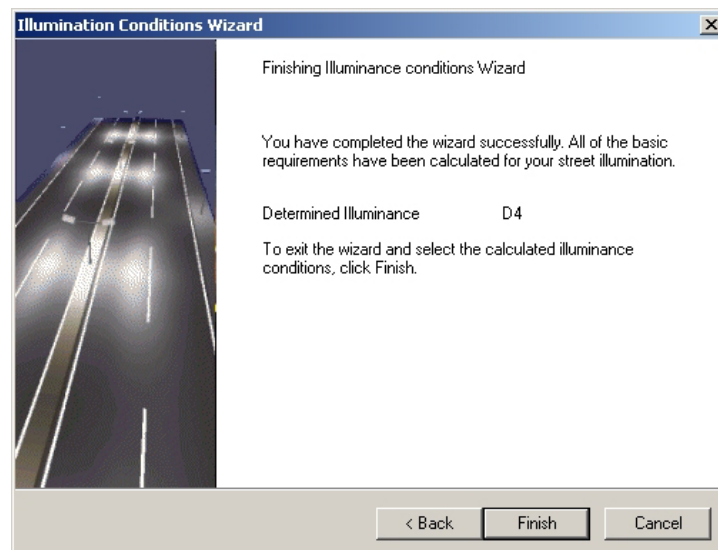 Illumination Conditions Wizard
Finishing Illuminance conditions Wizard
You have completed the wizard successfully. All of the basic
requirements have been calculated for your street illumination.
Determined Illuminance D4
To exit the wizard and select the calculated illuminance
conditions, click Finish.
< Back Finish Cancel